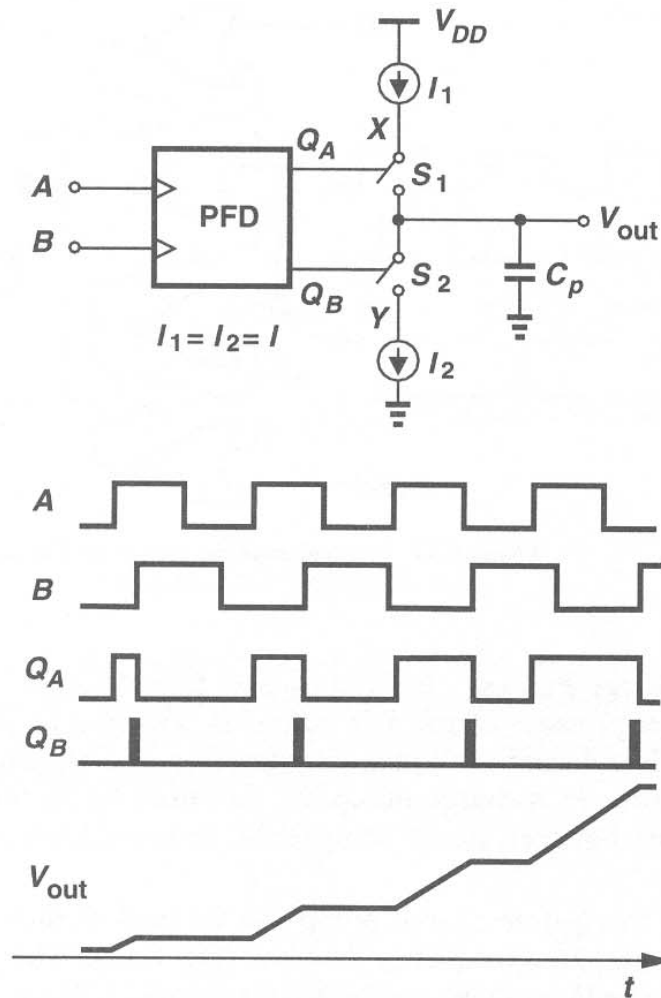 V_DD
I_1
X
Q_A
S_1
A
PFD
V_out
B
S_2
C_p
Q_B
Y
I_1 = I_2 = I
I_2
A
B
Q_A
Q_B
V_out
t